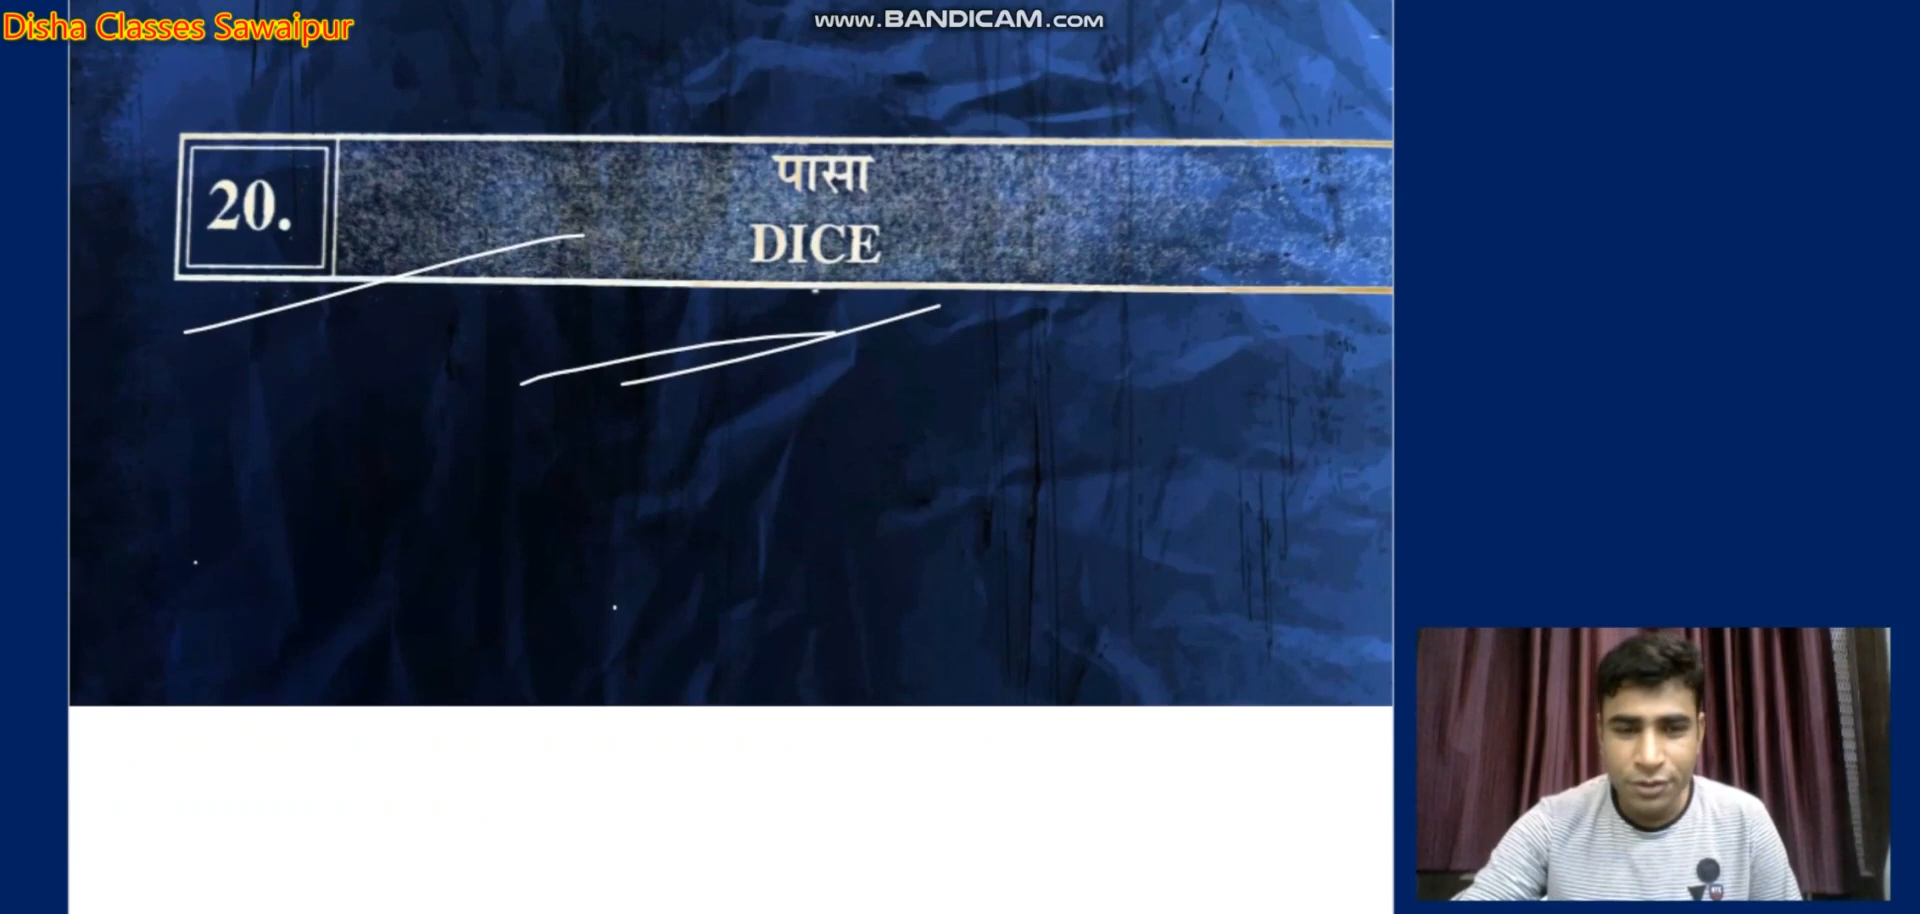 Disha Classes Sawaipur
www.BANDICAM.com
20.
पासा
DICE